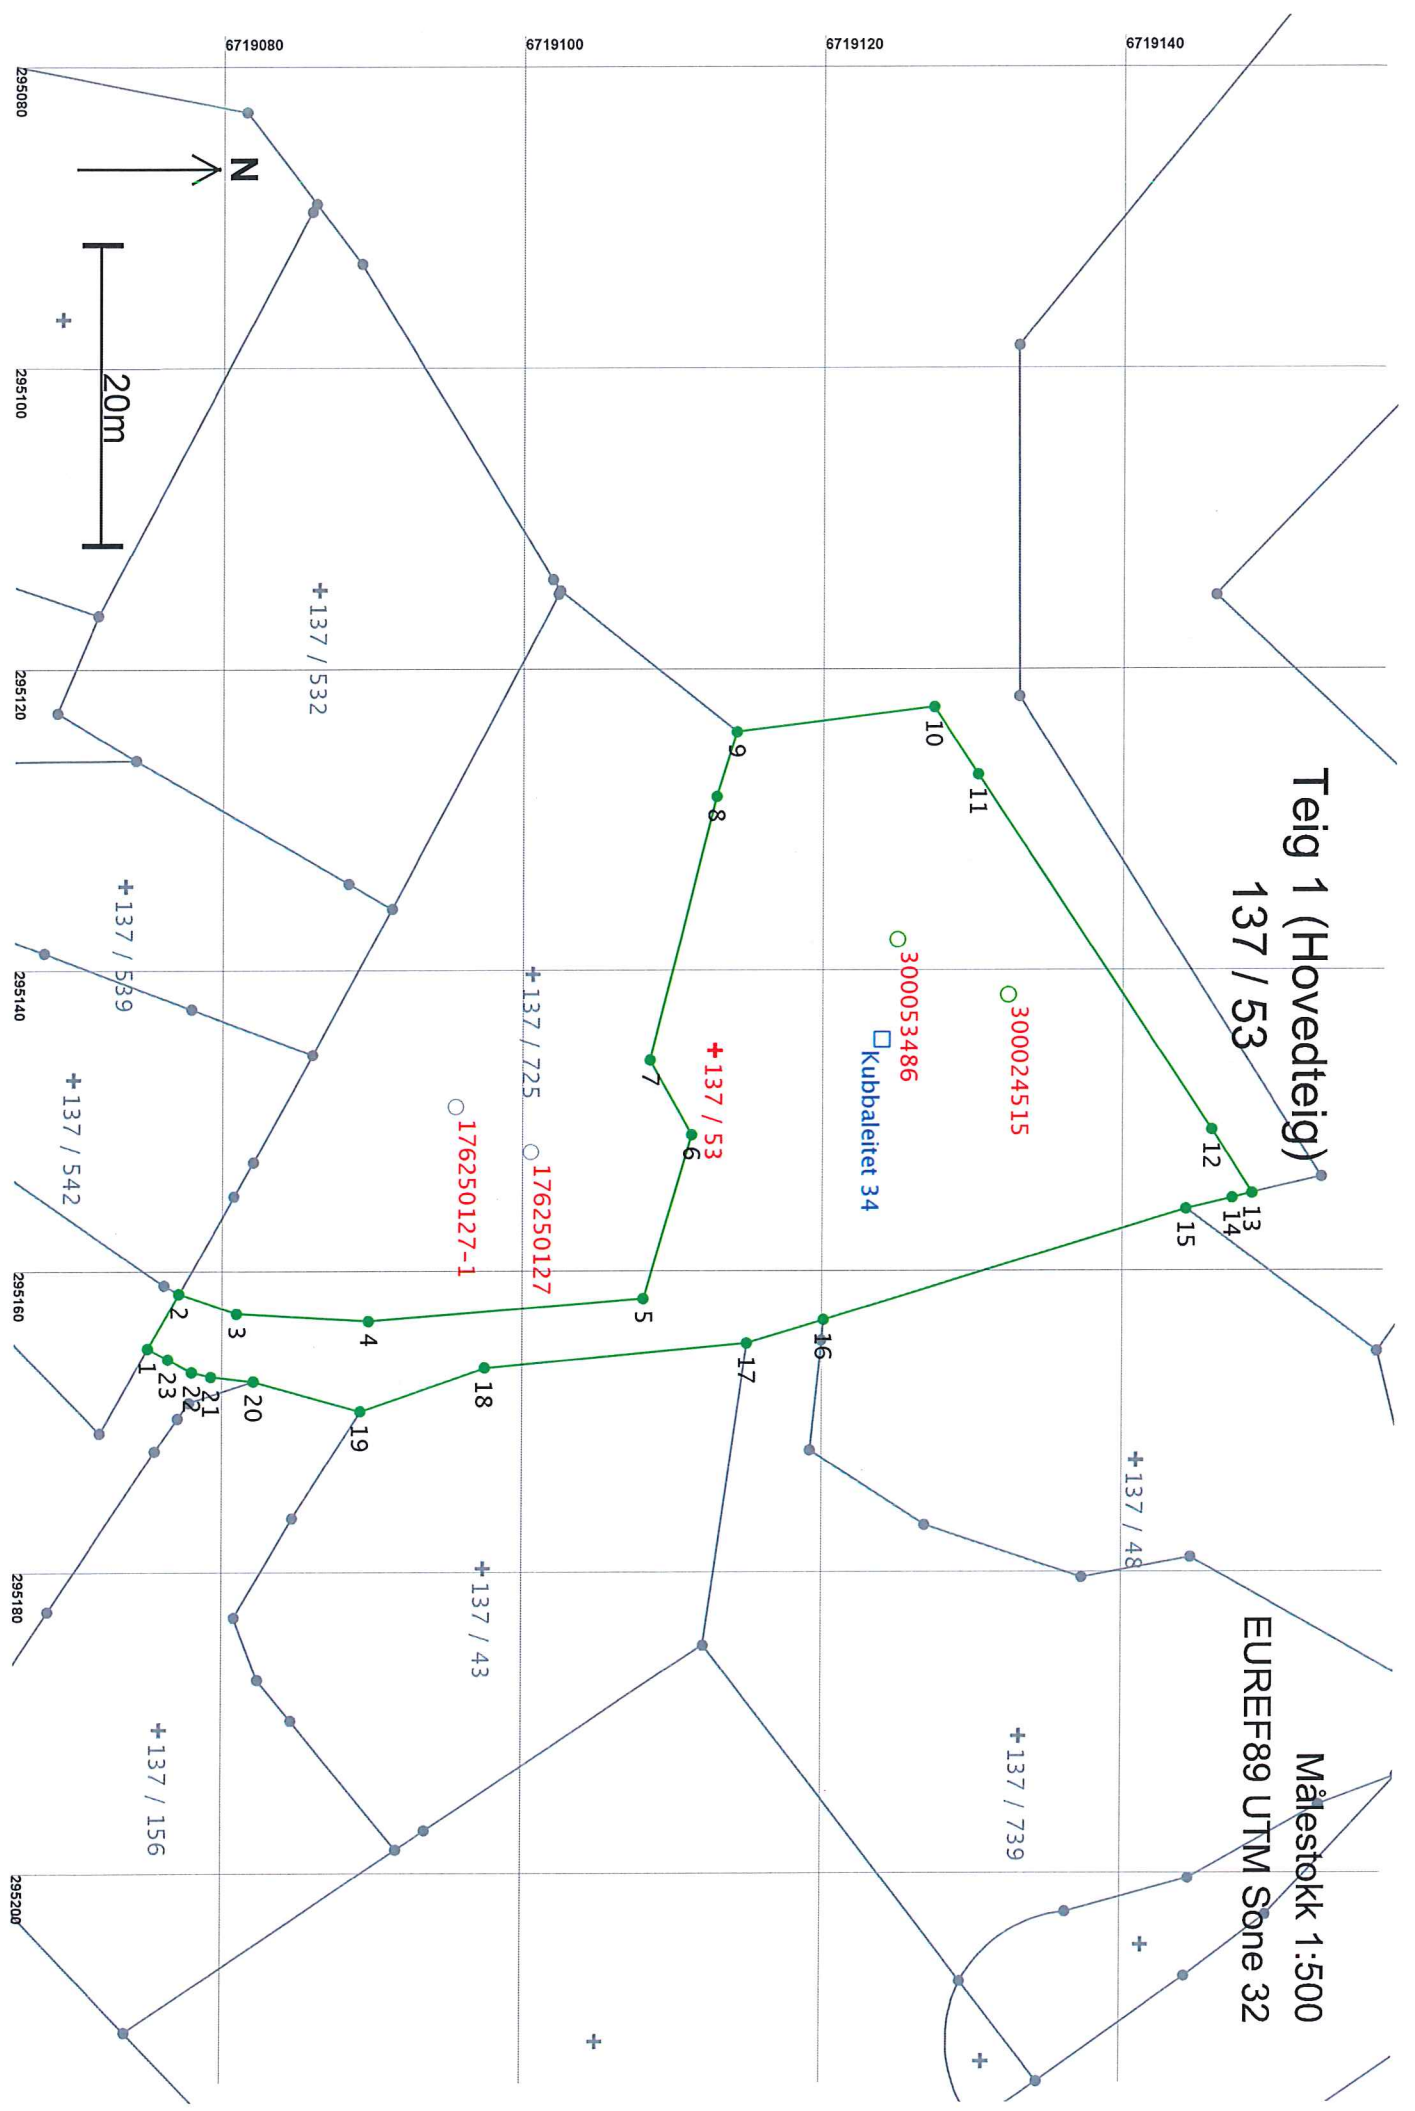 Målestokk 1:500
EUREF89 UTM Sone 32
Teig 1 (Hovedteig)
137 / 53
6719140
6719120
6719100
6719080
295080
295100
295120
295140
295160
295180
295200
N
20m
10
11
12
13
14
15
16
9
8
7
6
5
17
18
4
3
2
1
23
22
21
20
19
300024515
300053486
Kubbaleitet 34
+137 / 53
176250127
176250127-1
+137 / 725
+137 / 532
+137 / 539
+137 / 542
+137 / 48
+137 / 43
+137 / 739
+137 / 156